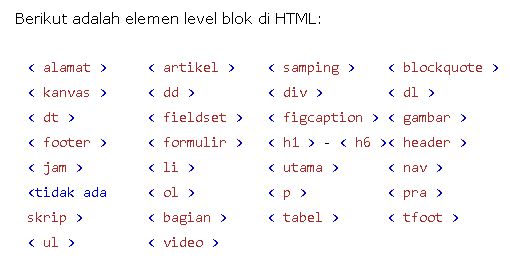 Berikut adalah elemen level blok di HTML:
< alamat > < artikel > < samping > < blockquote >
< kanvas > < dd > < div > < dl >
< dt > < fieldset > < figcaption > < gambar >
< footer > < formulir > < h1 > - < h6 >< header >
< jam > < li > < utama > < nav >
<tidak ada < ol > < p > < pra >
skrip > < bagian > < tabel > < tfoot >
< ul > < video >